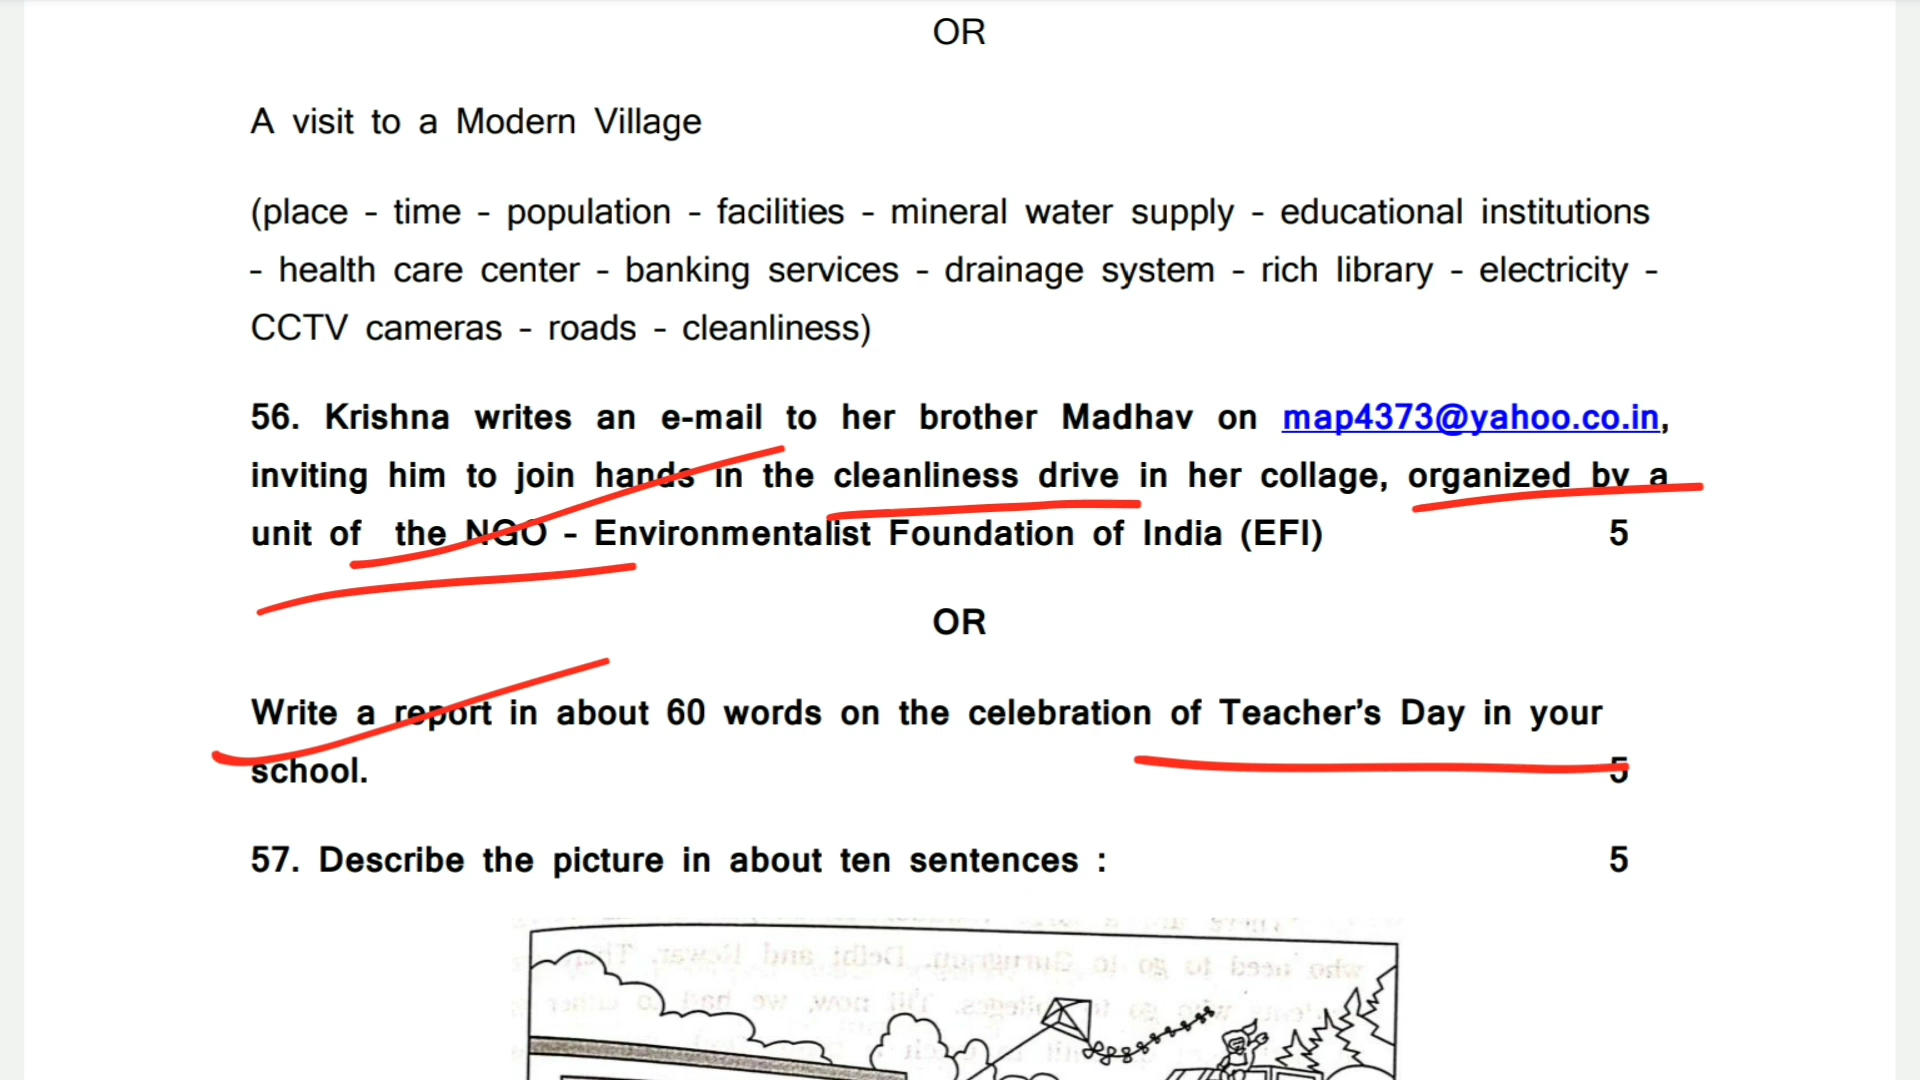 OR
A visit to a Modern Village
(place - time - population - facilities - mineral water supply - educational institutions
- health care center - banking services - drainage system - rich library - electricity -
CCTV cameras - roads - cleanliness)
56. Krishna writes an e-mail to her brother Madhav on map4373@yahoo.co.in,
inviting him to join hands in the cleanliness drive in her collage, organized by a
unit of the NGO - Environmentalist Foundation of India (EFI) 5
OR
Write a report in about 60 words on the celebration of Teacher's Day in your
school. 5
57. Describe the picture in about ten sentences : 5